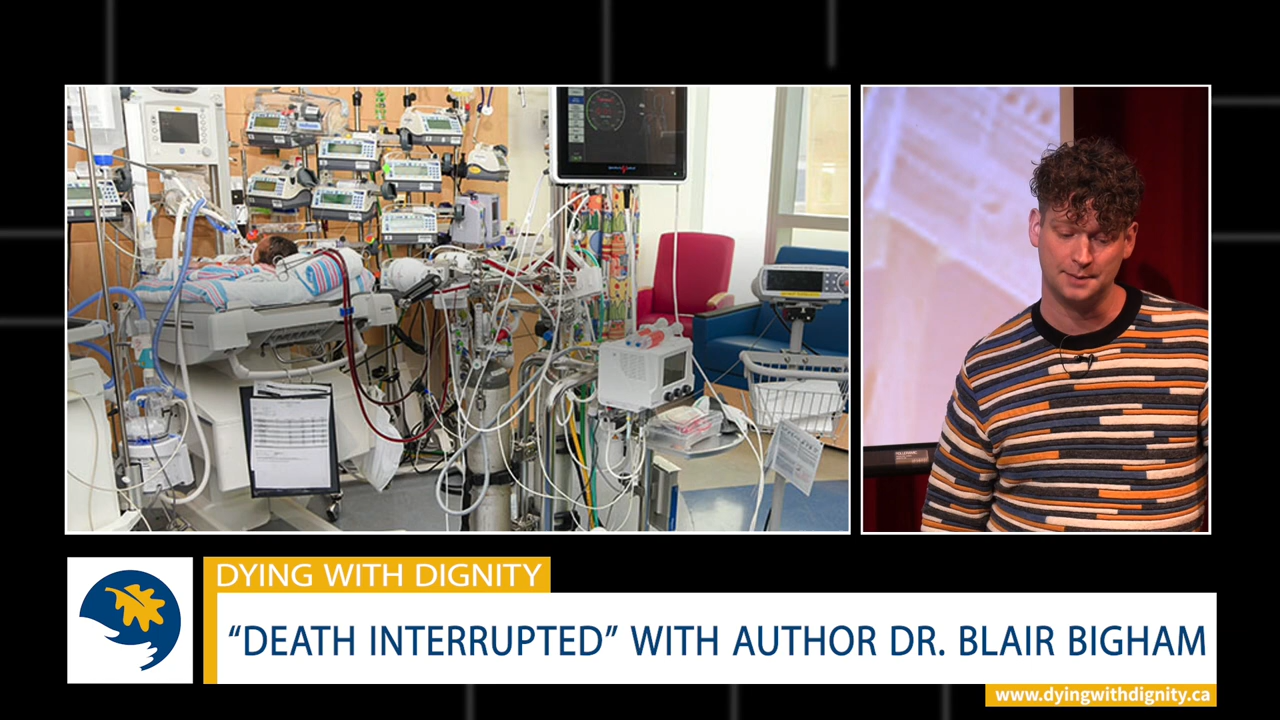 DYING WITH DIGNITY
“DEATH INTERRUPTED” WITH AUTHOR DR. BLAIR BIGHAM
www.dyingwithdignity.ca